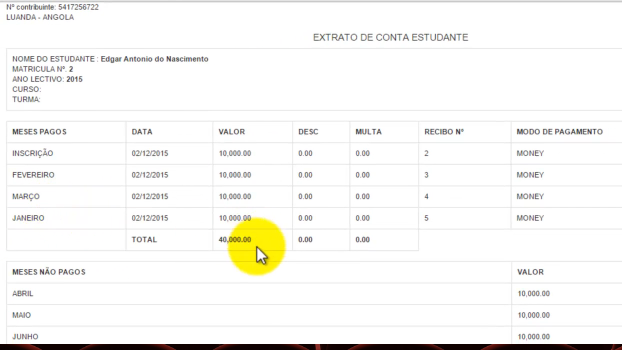 Nº contribuinte: 5417256722
LUANDA - ANGOLA
EXTRATO DE CONTA ESTUDANTE
NOME DO ESTUDANTE : Edgar Antonio do Nascimento
MATRICULA Nº. 2
ANO LECTIVO: 2015
CURSO:
TURMA:
MESES PAGOS DATA VALOR DESC MULTA RECIBO Nº MODO DE PAGAMENTO
INSCRIÇÃO 02/12/2015 10,000.00 0.00 0.00 2 MONEY
FEVEREIRO 02/12/2015 10,000.00 0.00 0.00 3 MONEY
MARÇO 02/12/2015 10,000.00 0.00 0.00 4 MONEY
JANEIRO 02/12/2015 10,000.00 0.00 0.00 5 MONEY
TOTAL 40,000.00 0.00 0.00
MESES NÃO PAGOS VALOR
ABRIL 10,000.00
MAIO 10,000.00
JUNHO 10,000.00